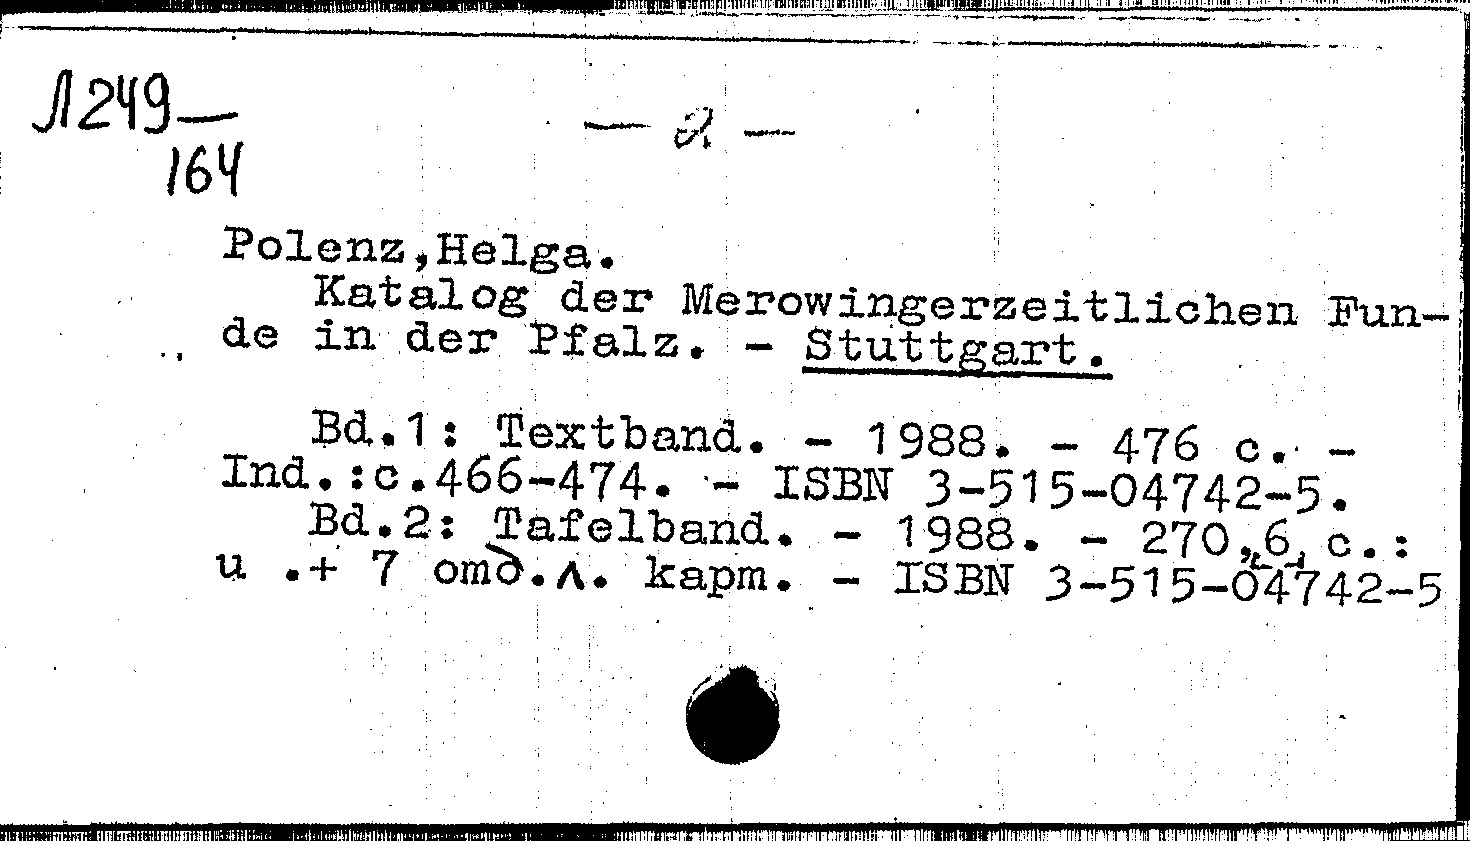 Л249—
— 2 —
164
Polenz,Helga.
Katalog der Merowingerzeitlichen Fun-
de in der Pfalz. - Stuttgart.
Bd.1: Textband. - 1988. - 476 c. -
Ind.:c.466-474. - ISBN 3-515-04742-5.
Bd.2: Tafelband. - 1988. - 270,6, c.:
u .+ 7 отд.л. карт. - ISBN 3-515-04742-5